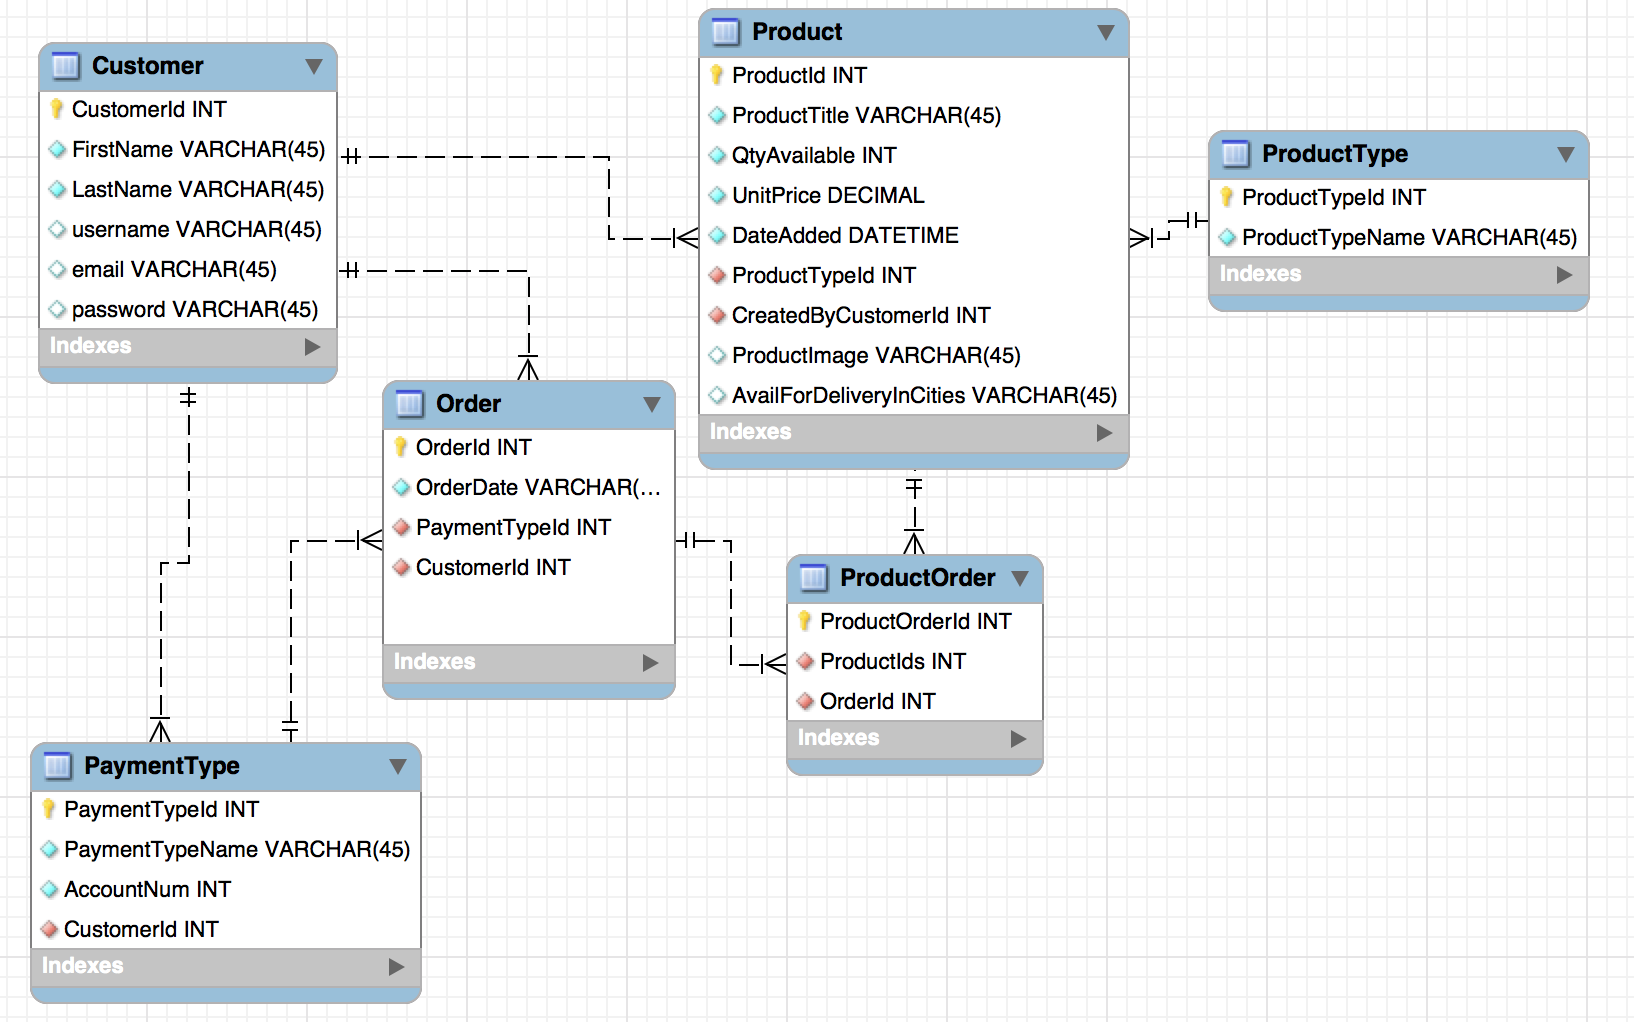 Customer
CustomerId INT
FirstName VARCHAR(45)
LastName VARCHAR(45)
username VARCHAR(45)
email VARCHAR(45)
password VARCHAR(45)
Indexes
Product
ProductId INT
ProductTitle VARCHAR(45)
QtyAvailable INT
UnitPrice DECIMAL
DateAdded DATETIME
ProductTypeId INT
CreatedByCustomerId INT
ProductImage VARCHAR(45)
AvailForDeliveryInCities VARCHAR(45)
Indexes
ProductType
ProductTypeId INT
ProductTypeName VARCHAR(45)
Indexes
Order
OrderId INT
OrderDate VARCHAR(...
PaymentTypeId INT
CustomerId INT
Indexes
ProductOrder
ProductOrderId INT
ProductIds INT
OrderId INT
Indexes
PaymentType
PaymentTypeId INT
PaymentTypeName VARCHAR(45)
AccountNum INT
CustomerId INT
Indexes